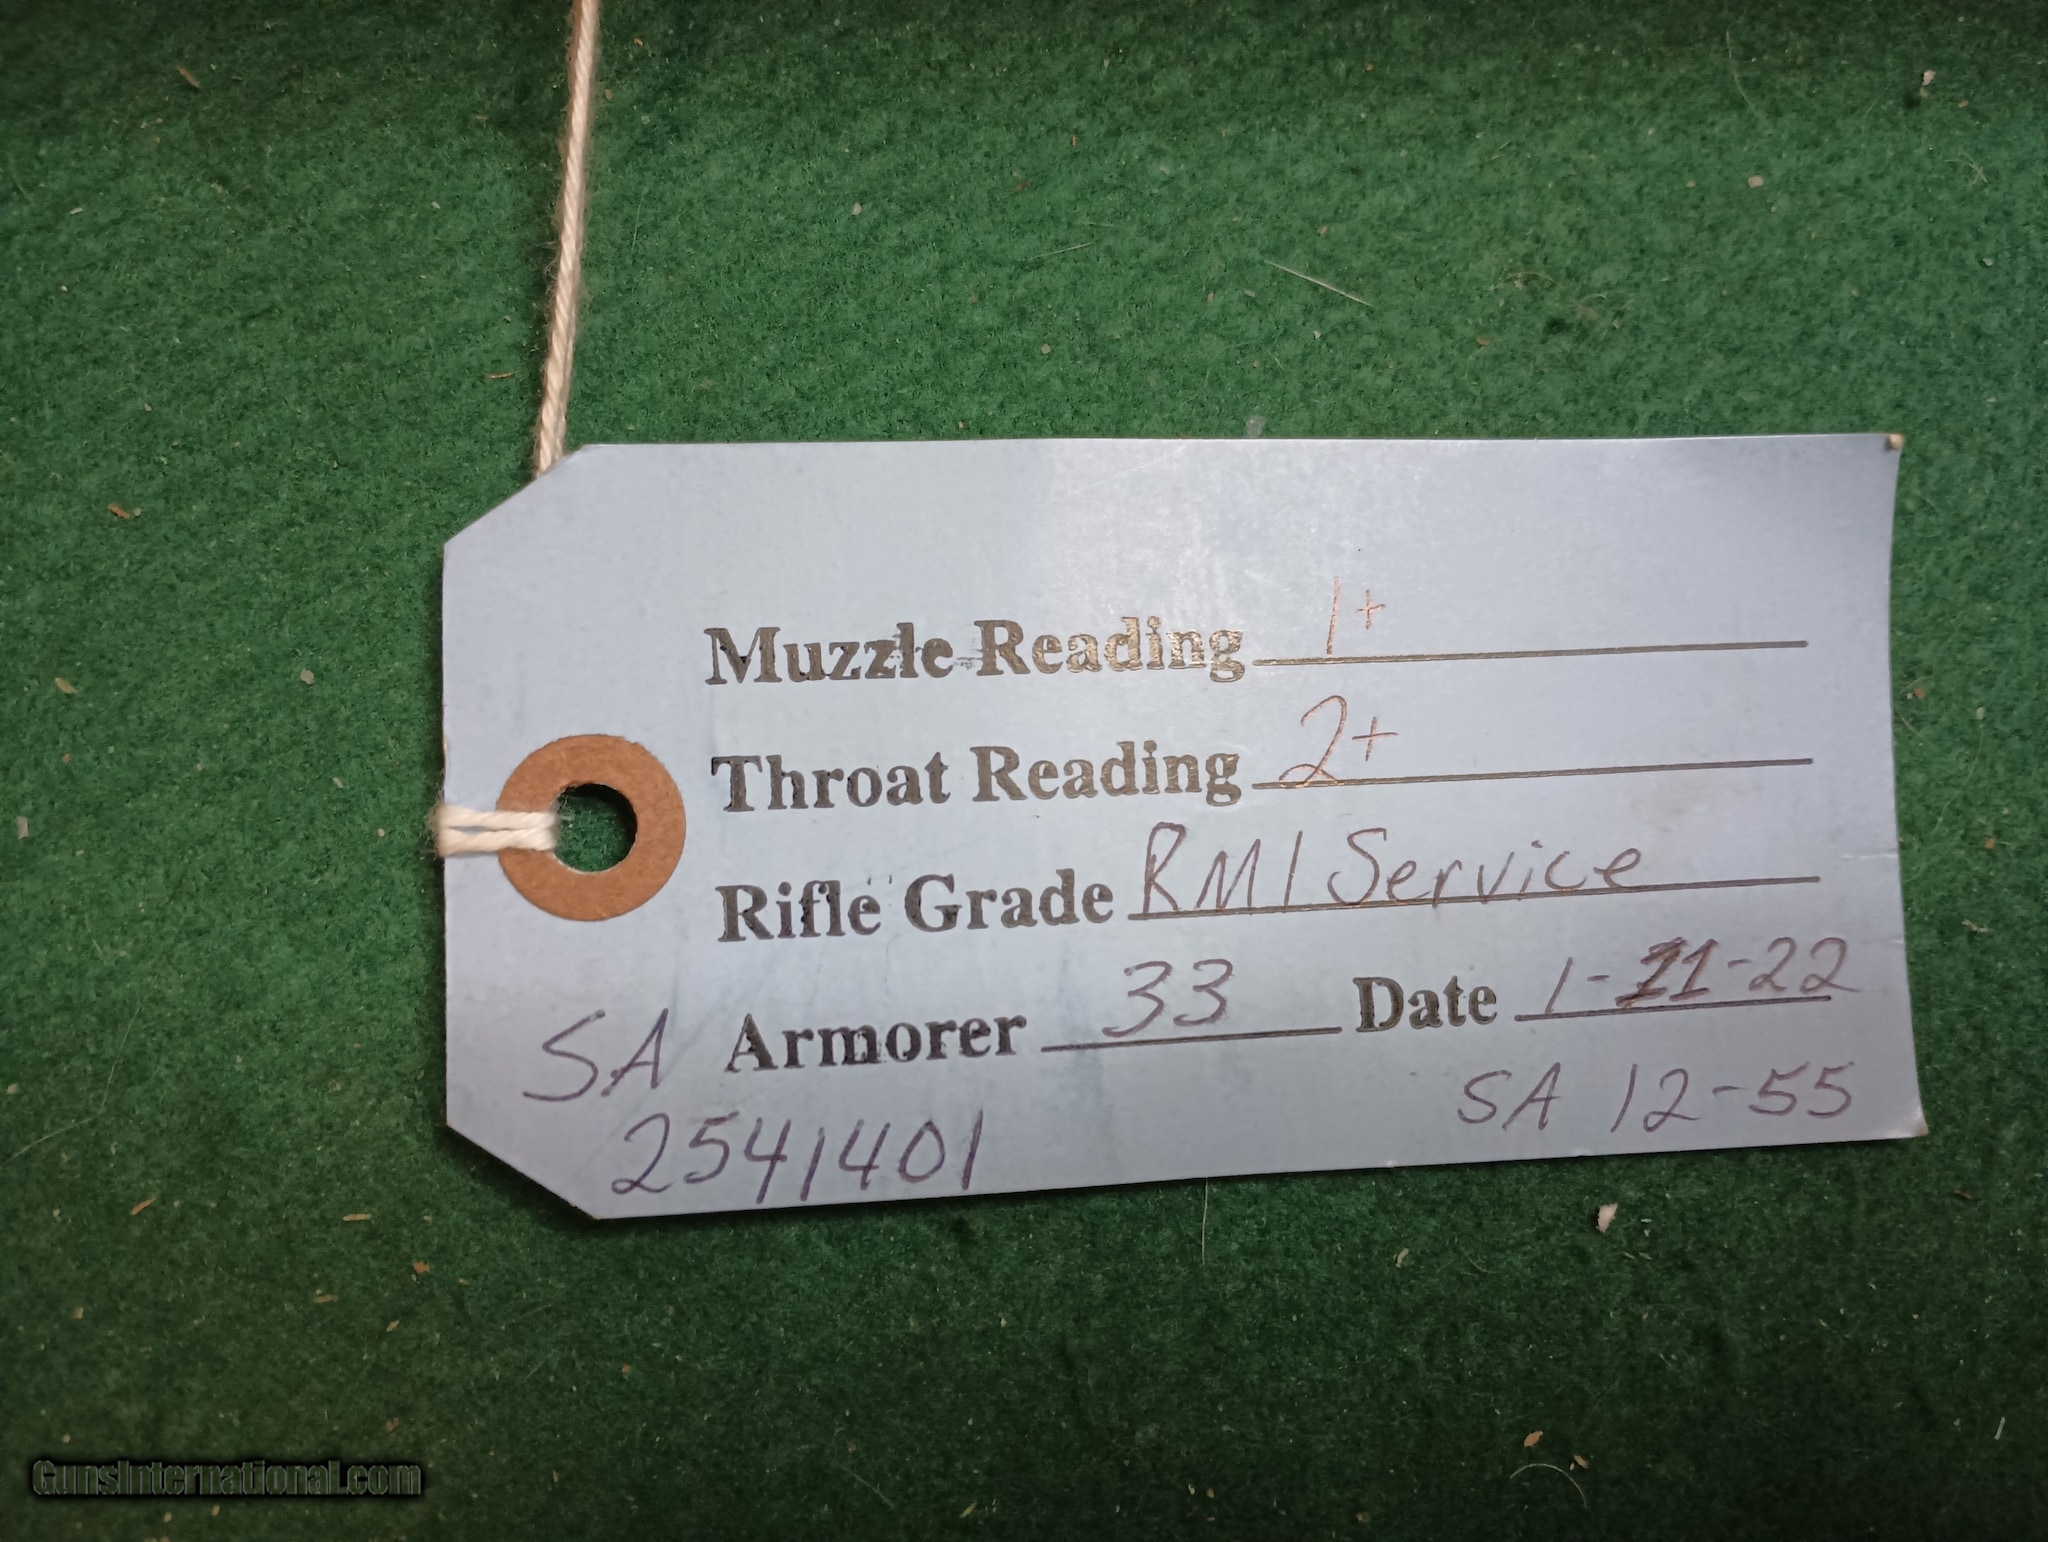 Muzzle Reading 1+
Throat Reading 2+
Rifle Grade RM1 Service
Armorer 33 Date 1-11-22
SA
2541401
SA 12-55
GunsInternational.com